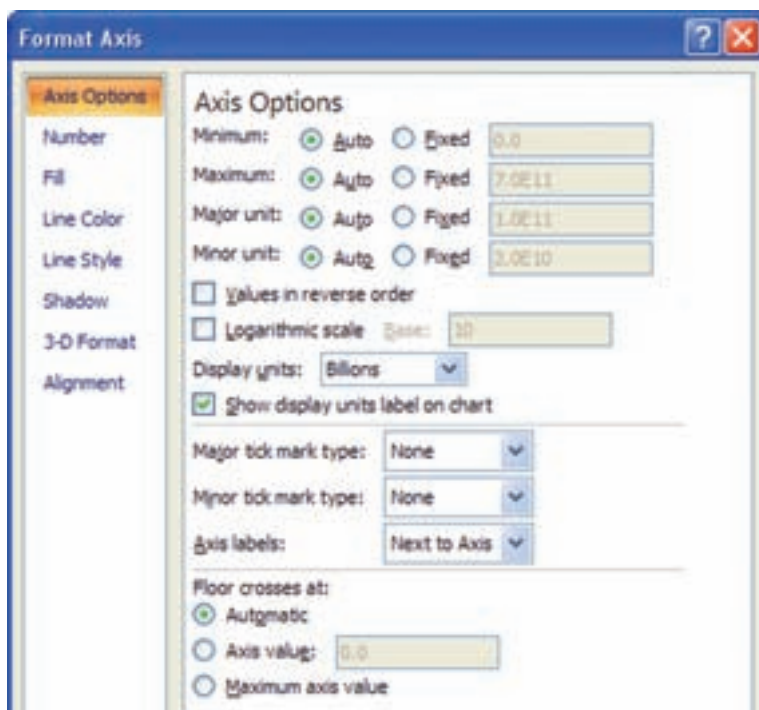 Format Axis
Axis Options
Number
Fill
Line Color
Line Style
Shadow
3-D Format
Alignment
Axis Options
Minimum: Auto Fixed 0.0
Maximum: Auto Fixed 7.0E11
Major unit: Auto Fixed 1.0E11
Minor unit: Auto Fixed 2.0E10
Values in reverse order
Logarithmic scale Base: 10
Display units: Billions
Show display units label on chart
Major tick mark type: None
Minor tick mark type: None
Axis labels: Next to Axis
Floor crosses at:
Automatic
Axis value: 0.0
Maximum axis value